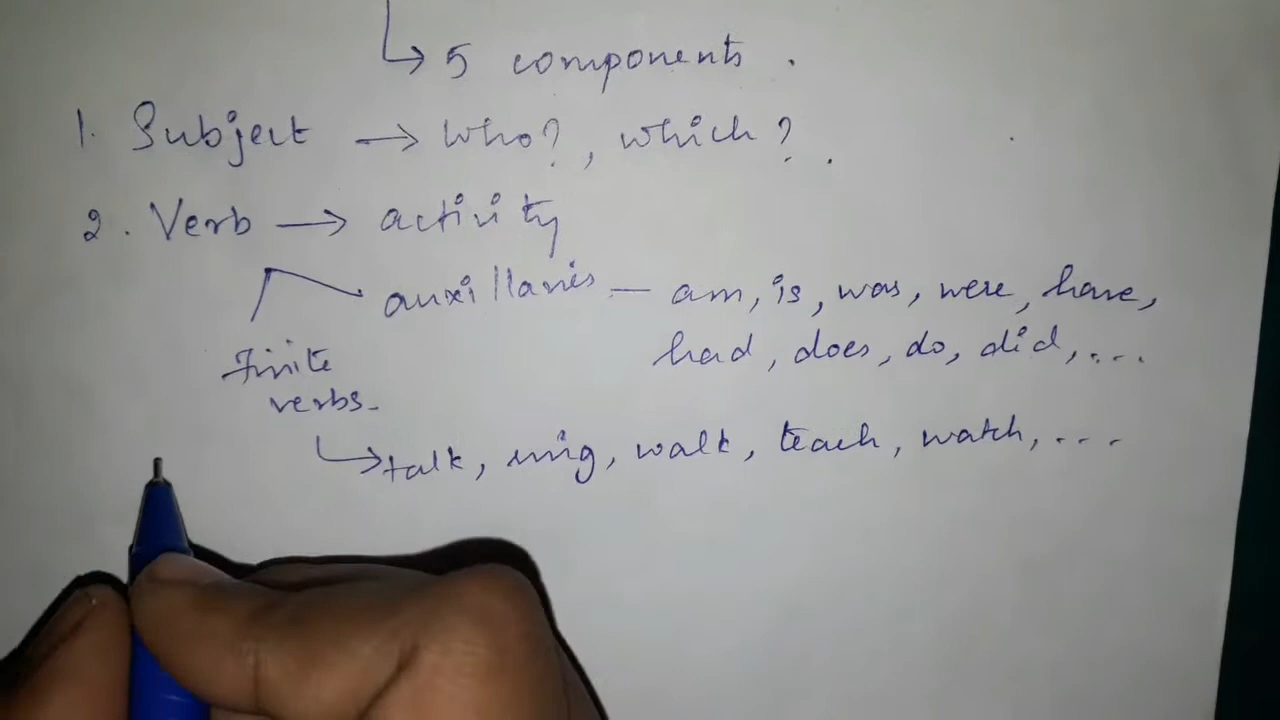 5 components.
1. Subject → Who?, which?.
2. Verb → activity
auxillaries — am, is, was, were, have,
had, does, do, did, ....
Finite
verbs.
talk, sing, walk, teach, watch, ....